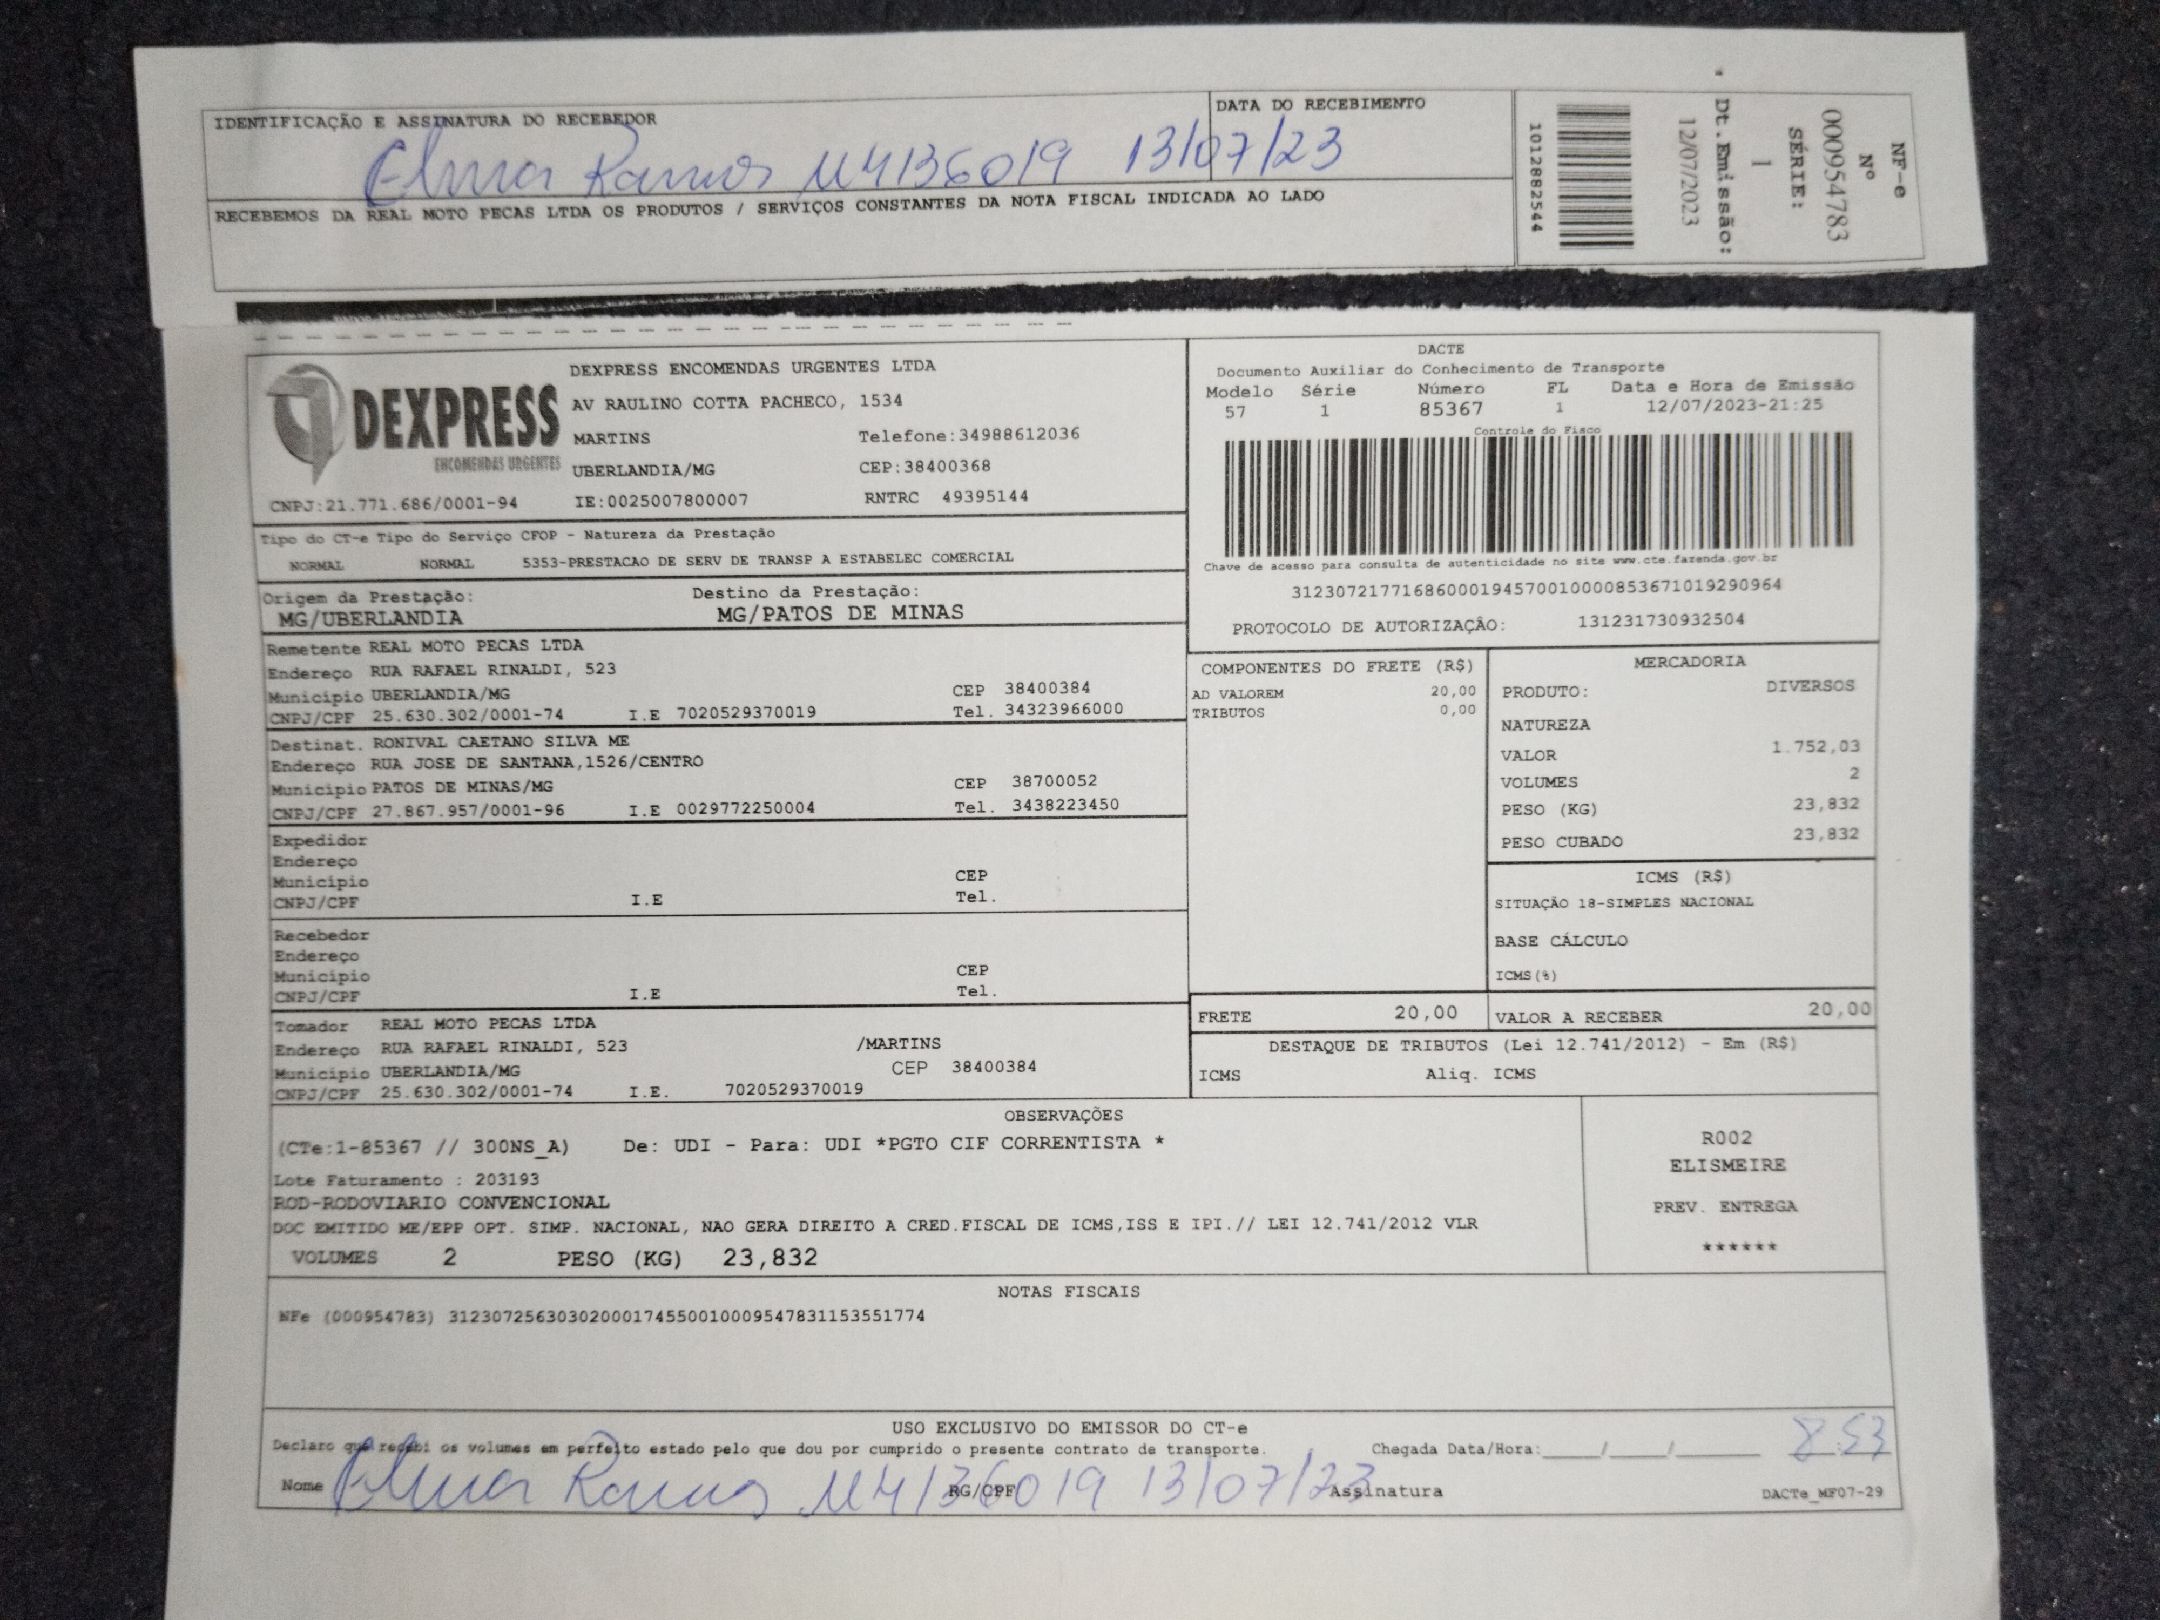 IDENTIFICAÇÃO E ASSINATURA DO RECEBEDOR
DATA DO RECEBIMENTO
Elma Ramos M4136019 13/07/23
RECEBEMOS DA REAL MOTO PECAS LTDA OS PRODUTOS / SERVIÇOS CONSTANTES DA NOTA FISCAL INDICADA AO LADO
NF-e
Nº
000954783
SÉRIE:
1
Dt.Emissão:
12/07/2023
1012882544
DEXPRESS
ENCOMENDAS URGENTES
DEXPRESS ENCOMENDAS URGENTES LTDA
AV RAULINO COTTA PACHECO, 1534
MARTINS Telefone:34988612036
UBERLANDIA/MG CEP:38400368
CNPJ:21.771.686/0001-94 IE:0025007800007 RNTRC 49395144
DACTE
Documento Auxiliar do Conhecimento de Transporte
Modelo Série Número FL Data e Hora de Emissão
57 1 85367 1 12/07/2023-21:25
Controle do Fisco
Chave de acesso para consulta de autenticidade no site www.cte.fazenda.gov.br
31230721771686000194570010000853671019290964
PROTOCOLO DE AUTORIZAÇÃO: 131231730932504
Tipo do CT-e Tipo do Serviço CFOP - Natureza da Prestação
NORMAL NORMAL 5353-PRESTACAO DE SERV DE TRANSP A ESTABELEC COMERCIAL
Origem da Prestação: Destino da Prestação:
MG/UBERLANDIA MG/PATOS DE MINAS
Remetente REAL MOTO PECAS LTDA
Endereço RUA RAFAEL RINALDI, 523
Municipio UBERLANDIA/MG CEP 38400384
CNPJ/CPF 25.630.302/0001-74 I.E 7020529370019 Tel. 34323966000
Destinat. RONIVAL CAETANO SILVA ME
Endereço RUA JOSE DE SANTANA,1526/CENTRO
Municipio PATOS DE MINAS/MG CEP 38700052
CNPJ/CPF 27.867.957/0001-96 I.E 0029772250004 Tel. 3438223450
Expedidor
Endereço
Municipio CEP
CNPJ/CPF I.E Tel.
Recebedor
Endereço
Municipio CEP
CNPJ/CPF I.E Tel.
Tomador REAL MOTO PECAS LTDA
Endereço RUA RAFAEL RINALDI, 523 /MARTINS
Municipio UBERLANDIA/MG CEP 38400384
CNPJ/CPF 25.630.302/0001-74 I.E. 7020529370019
COMPONENTES DO FRETE (R$)
AD VALOREM 20,00
TRIBUTOS 0,00
MERCADORIA
PRODUTO: DIVERSOS
NATUREZA
VALOR 1.752,03
VOLUMES 2
PESO (KG) 23,832
PESO CUBADO 23,832
ICMS (R$)
SITUAÇÃO 18-SIMPLES NACIONAL
BASE CÁLCULO
ICMS(%)
FRETE 20,00 VALOR A RECEBER 20,00
DESTAQUE DE TRIBUTOS (Lei 12.741/2012) - Em (R$)
ICMS Aliq. ICMS
OBSERVAÇÕES
(CTe:1-85367 // 300NS_A) De: UDI - Para: UDI *PGTO CIF CORRENTISTA *
Lote Faturamento : 203193
ROD-RODOVIARIO CONVENCIONAL
DOC EMITIDO ME/EPP OPT. SIMP. NACIONAL, NAO GERA DIREITO A CRED.FISCAL DE ICMS,ISS E IPI.// LEI 12.741/2012 VLR
VOLUMES 2 PESO (KG) 23,832
R002
ELISMEIRE
PREV. ENTREGA
******
NOTAS FISCAIS
NFe (000954783) 31230725630302000174550010009547831153551774
USO EXCLUSIVO DO EMISSOR DO CT-e
Declaro que recebi os volumes em perfeito estado pelo que dou por cumprido o presente contrato de transporte. Chegada Data/Hora:____/____/______ 8:53
Nome Elma Ramos M4136019 13/07/23
RG/CPF Assinatura DACTe_MF07-29